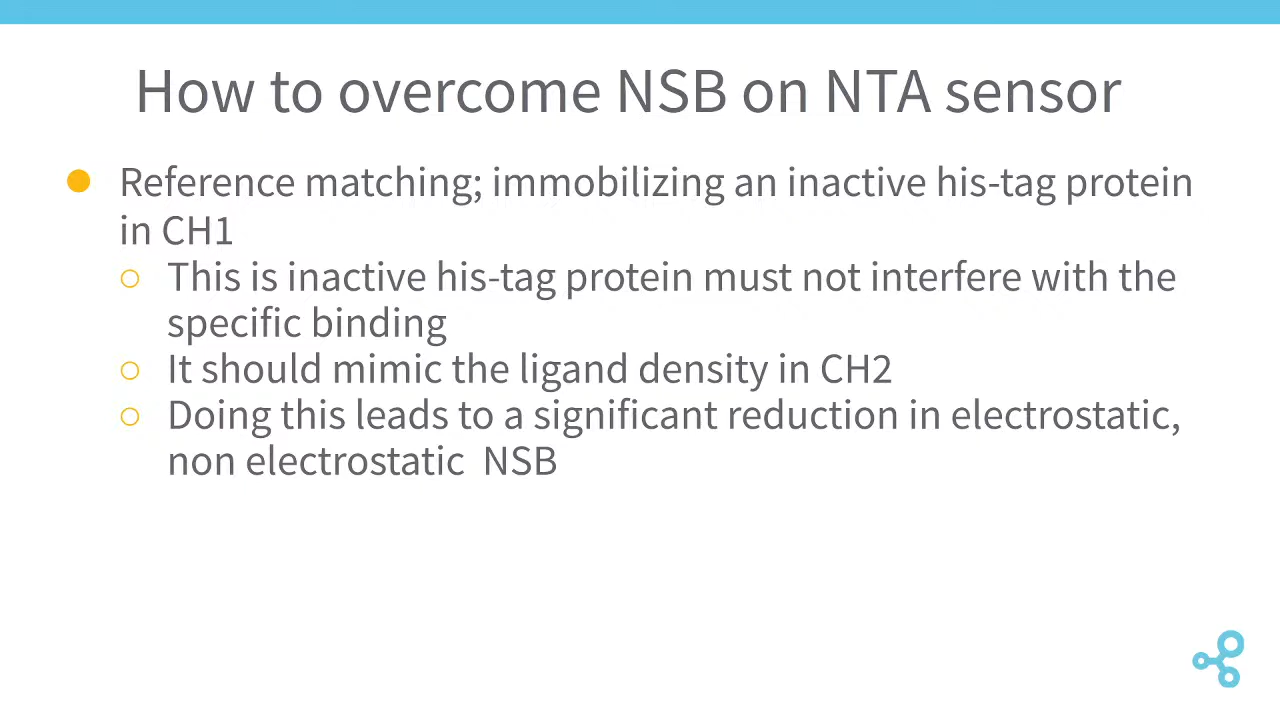 How to overcome NSB on NTA sensor
Reference matching; immobilizing an inactive his-tag protein
in CH1
This is inactive his-tag protein must not interfere with the
specific binding
It should mimic the ligand density in CH2
Doing this leads to a significant reduction in electrostatic,
non electrostatic  NSB